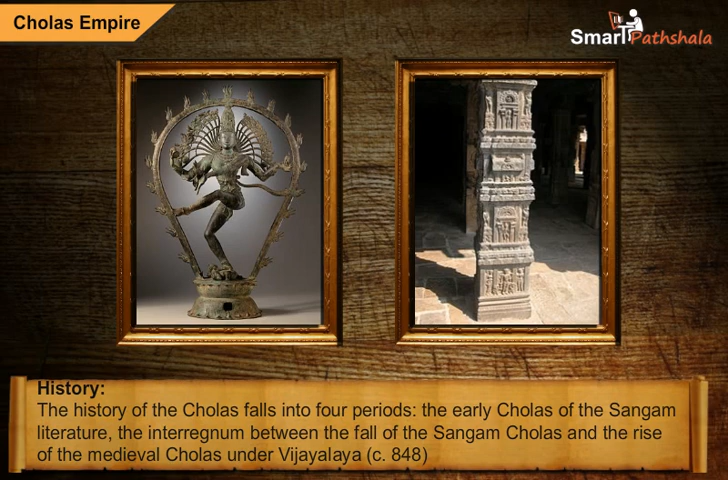 Cholas Empire
Smart Pathshala
History:
The history of the Cholas falls into four periods: the early Cholas of the Sangam
literature, the interregnum between the fall of the Sangam Cholas and the rise
of the medieval Cholas under Vijayalaya (c. 848)